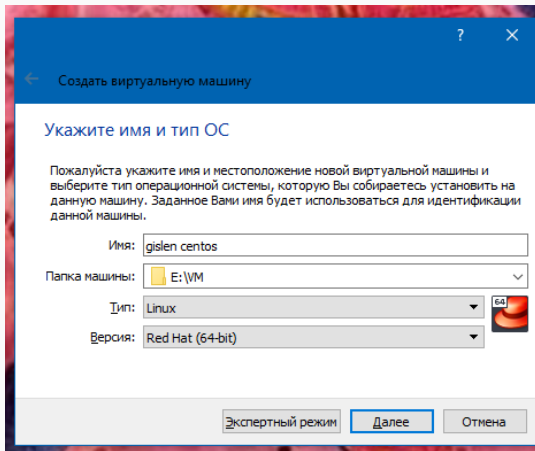 ?
Создать виртуальную машину
Укажите имя и тип ОС
Пожалуйста укажите имя и местоположение новой виртуальной машины и
выберите тип операционной системы, которую Вы собираетесь установить на
данную машину. Заданное Вами имя будет использоваться для идентификации
данной машины.
Имя: gislen centos
Папка машины: E:\VM
Тип: Linux
64
Версия: Red Hat (64-bit)
Экспертный режим Далее Отмена